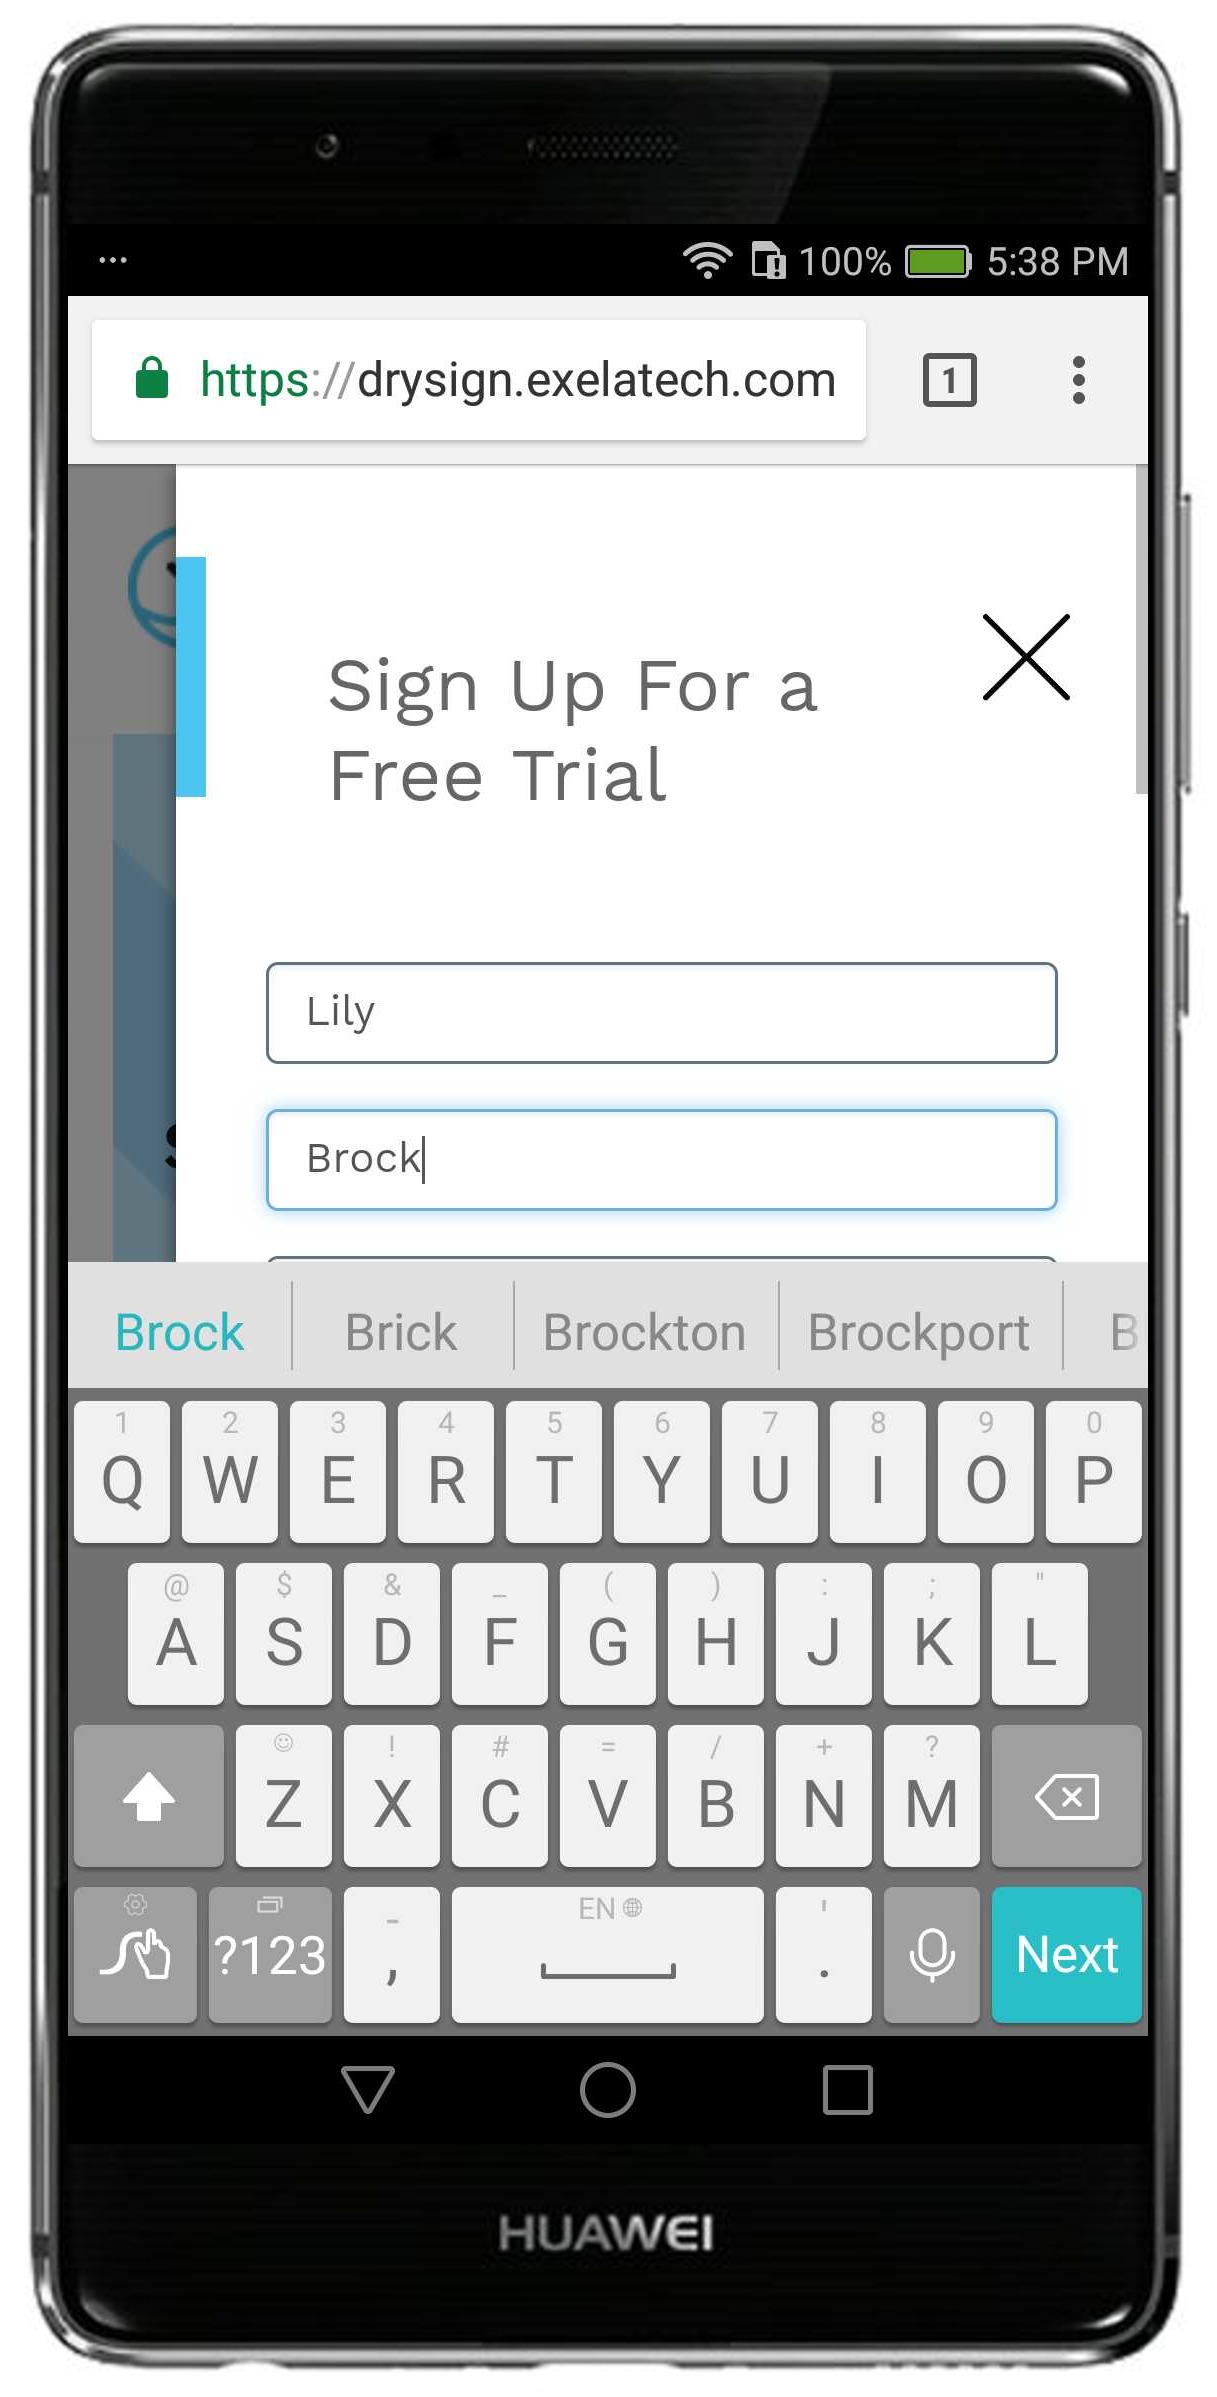 ... 100% 5:38 PM
https://drysign.exelatech.com 1
Sign Up For a
Free Trial
Lily
Brock
Brock Brick Brockton Brockport B
1 2 3 4 5 6 7 8 9 0
Q W E R T Y U I O P
@ $ & _ ( ) : ; "
A S D F G H J K L
! # = / + ?
Z X C V B N M
- EN '
?123 , . Next
HUAWEI